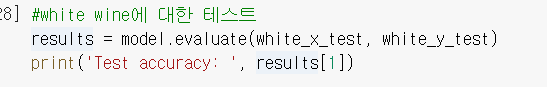 28] #white wine에 대한 테스트
results = model.evaluate(white_x_test, white_y_test)
print('Test accuracy: ', results[1])